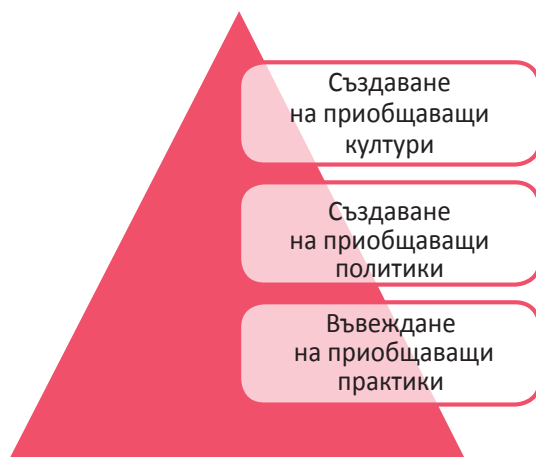 Създаване
на приобщаващи
култури
Създаване
на приобщаващи
политики
Въвеждане
на приобщаващи
практики